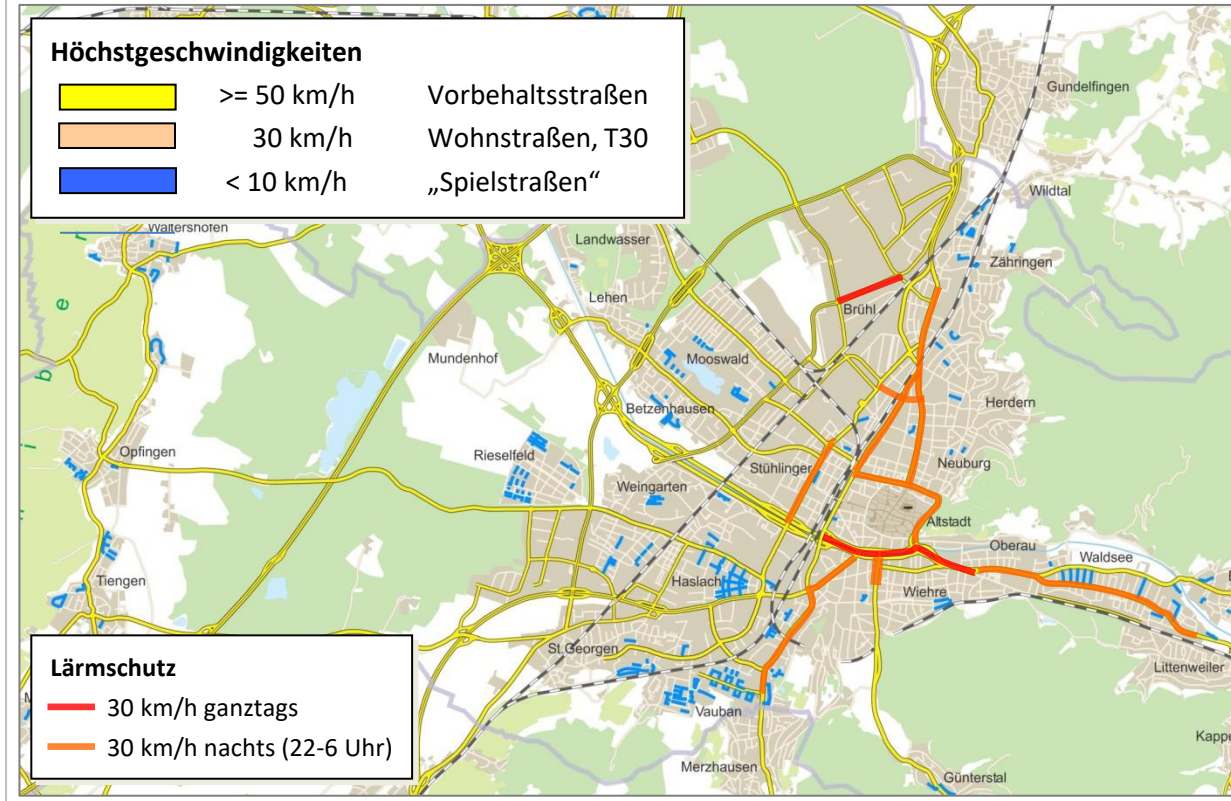 Höchstgeschwindigkeiten
>= 50 km/h Vorbehaltsstraßen
30 km/h Wohnstraßen, T30
< 10 km/h „Spielstraßen“
Gundelfingen
Wildtal
Waltershofen
Landwasser
Zähringen
Lehen
Brühl
Mundenhof
Mooswald
Herdern
Betzenhausen
Opfingen
Rieselfeld
Stühlinger
Neuburg
Weingarten
Altstadt
Oberau
Waldsee
Tiengen
Haslach
Wiehre
St.Georgen
Littenweiler
Vauban
Kappe
Merzhausen
Günterstal
n i b e r
Lärmschutz
30 km/h ganztags
30 km/h nachts (22-6 Uhr)